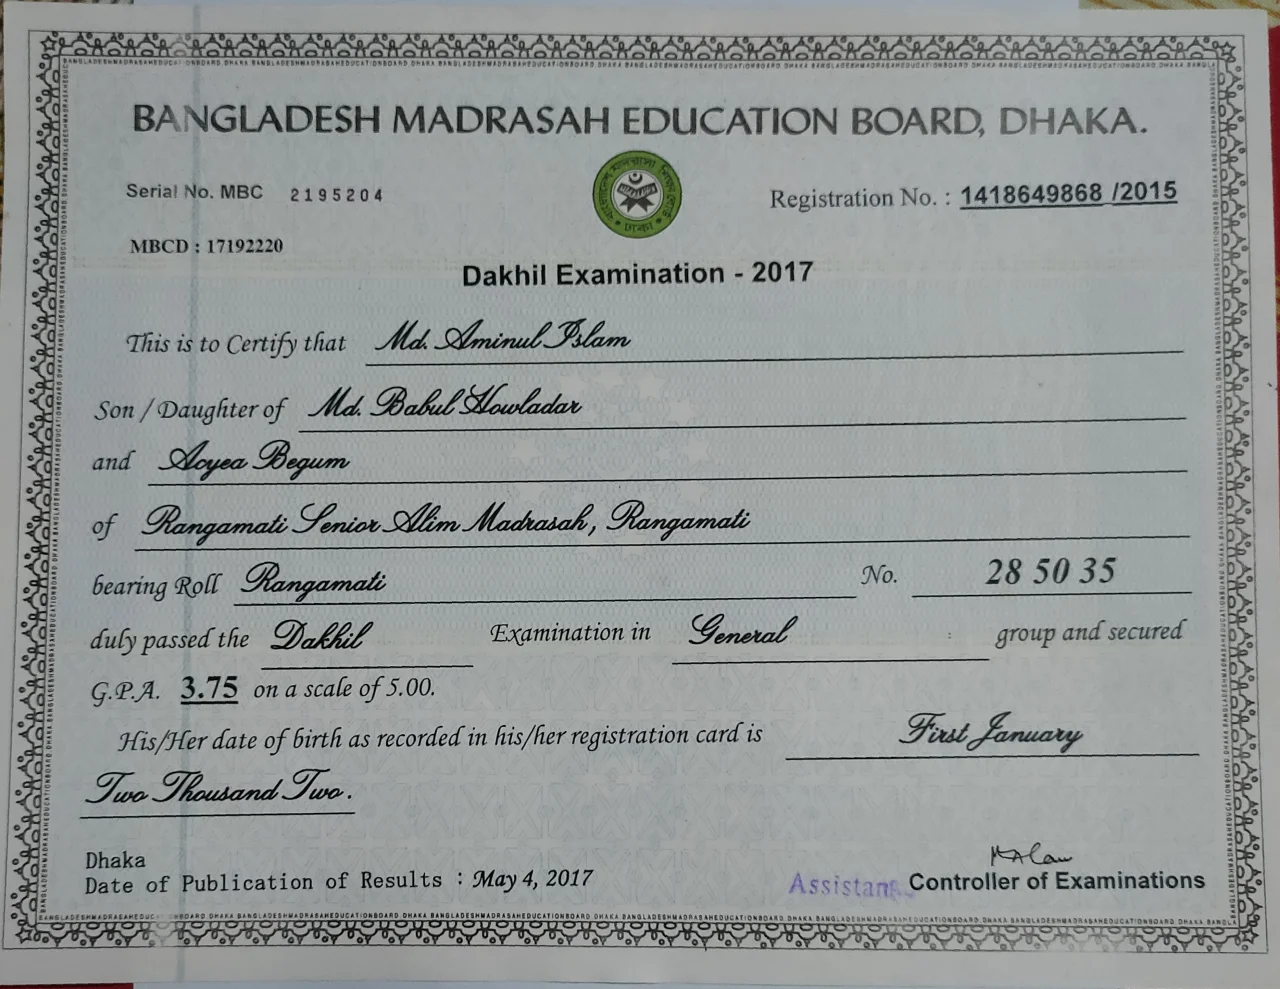 BANGLADESH MADRASAH EDUCATION BOARD, DHAKA.
Serial No. MBC 2195204
Registration No. : 1418649868 /2015
MBCD : 17192220
Dakhil Examination - 2017
This is to Certify that Md. Aminul Islam
Son / Daughter of Md. Babul Howladar
and Acyea Begum
of Rangamati Senior Alim Madrasah, Rangamati
bearing Roll Rangamati No. 28 50 35
duly passed the Dakhil Examination in General group and secured
G.P.A. 3.75 on a scale of 5.00.
His/Her date of birth as recorded in his/her registration card is First January
Two Thousand Two.
Dhaka
Date of Publication of Results : May 4, 2017
Assistant Controller of Examinations